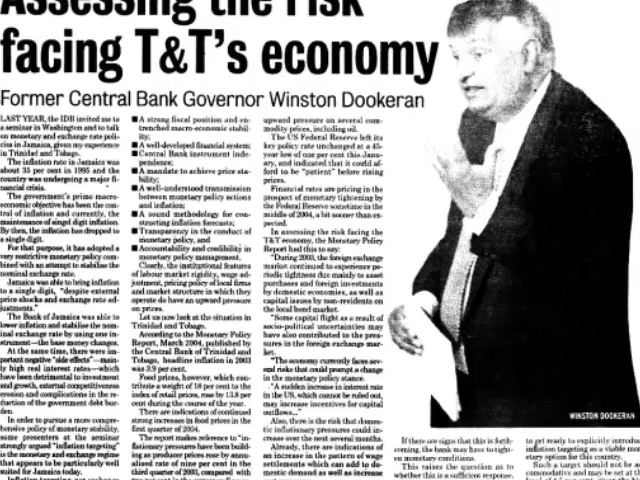 Assessing the risk
facing T&T's economy
Former Central Bank Governor Winston Dookeran
LAST YEAR, the IDB invited me to
a seminar in Washington and to talk
on monetary and exchange rate poli-
cies in Jamaica, given my experience
in Trinidad and Tobago.
The inflation rate in Jamaica was
about 35 per cent in 1995 and the
country was undergoing a major fi-
nancial crisis.
The government's prime macro-
economic objective has been the con-
trol of inflation and currently, the
maintenance of singel digit inflation.
By then, the inflation has dropped to
a single digit.
For that purpose, it has adopted a
very restrictive monetary policy com-
bined with an attempt to stabilise the
nominal exchange rate.
Jamaica was able to bring inflation
to a single digit, "despite external
price shocks and exchange rate ad-
justments."
The Bank of Jamaica was able to
lower inflation and stabilise the nom-
inal exchange rate by using one in-
strument—the base money changes.
At the same time, there were im-
portant negative "side effects"—main-
ly high real interest rates—which
have been detrimental to investment
and growth, external competitiveness
erosion and complications in the re-
duction of the government debt bur-
den.
In order to pursue a more compre-
hensive policy of monetary stability,
some presenters at the seminar
strongly argued "inflation targeting"
is the monetary and exchange regime
that appears to be particularly well
suited for Jamaica today.
■ A strong fiscal position and en-
trenched macro-economic stabil-
ity;
■ A well-developed financial system;
■ Central Bank instrument inde-
pendence;
■ A mandate to achieve price sta-
bility;
■ A well-understood transmission
between monetary policy actions
and inflation;
■ A sound methodology for con-
structing inflation forecasts;
■ Transparency in the conduct of
monetary policy, and
■ Accountability and credibility in
monetary policy management.
Clearly, the institutional features
of labour market rigidity, wage ad-
justment, pricing policy of local firms
and market structure in which they
operate do have an upward pressure
on prices.
Let us now look at the situation in
Trinidad and Tobago.
According to the Monetary Policy
Report, March 2004, published by
the Central Bank of Trinidad and
Tobago, headline inflation in 2003
was 3.9 per cent.
Food prices, however, which con-
tribute a weight of 18 per cent to the
index of retail prices, rose by 13.8 per
cent during the course of the year.
There are indications of continued
strong increases in food prices in the
first quarter of 2004.
The report makes reference to "in-
flationary pressures have been build-
ing as producer prices rose by annu-
alised rate of nine per cent in the
third quarter of 2003, compared with
upward pressure on several com-
modity prices, including oil.
The US Federal Reserve left its
key policy rate unchanged at a 45-
year low of one per cent this Janu-
ary, and indicated that it could af-
ford to be "patient" before rising
prices.
Financial rates are pricing in the
prospect of monetary tightening by
the Federal Reserve sometime in the
middle of 2004, a bit sooner than ex-
pected.
In assessing the risk facing the
T&T economy, the Monetary Policy
Report had this to say:
"During 2003, the foreign exchange
market continued to experience pe-
riodic tightness due mainly to asset
purchases and foreign investments
by domestic economies, as well as
capital issues by non-residents on
the local bond market.
"Some capital flight as a result of
socio-political uncertainties may
have also contributed to the pres-
sures in the foreign exchange mar-
ket.
"The economy currently faces sev-
eral risks that could prompt a change
in the monetary policy stance.
"A sudden increase in interest rate
in the US, which cannot be ruled out,
may increase incentives for capital
outflows..."
Also, there is the risk that domes-
tic inflationary pressures could in-
crease over the next several months.
Already, there are indications of
an increase in the pattern of wage
settlements which can add to do-
mestic demand as well as increase
WINSTON DOOKERAN
If there are signs that this is forth-
coming, the bank may have to tight-
en monetary conditions.
This raises the question as to
whether this is a sufficient response.
to get ready to explicitly introdu
inflation targeting as a viable mon
etary option for this country.
Such a target should not be a
commodative and may be set at th